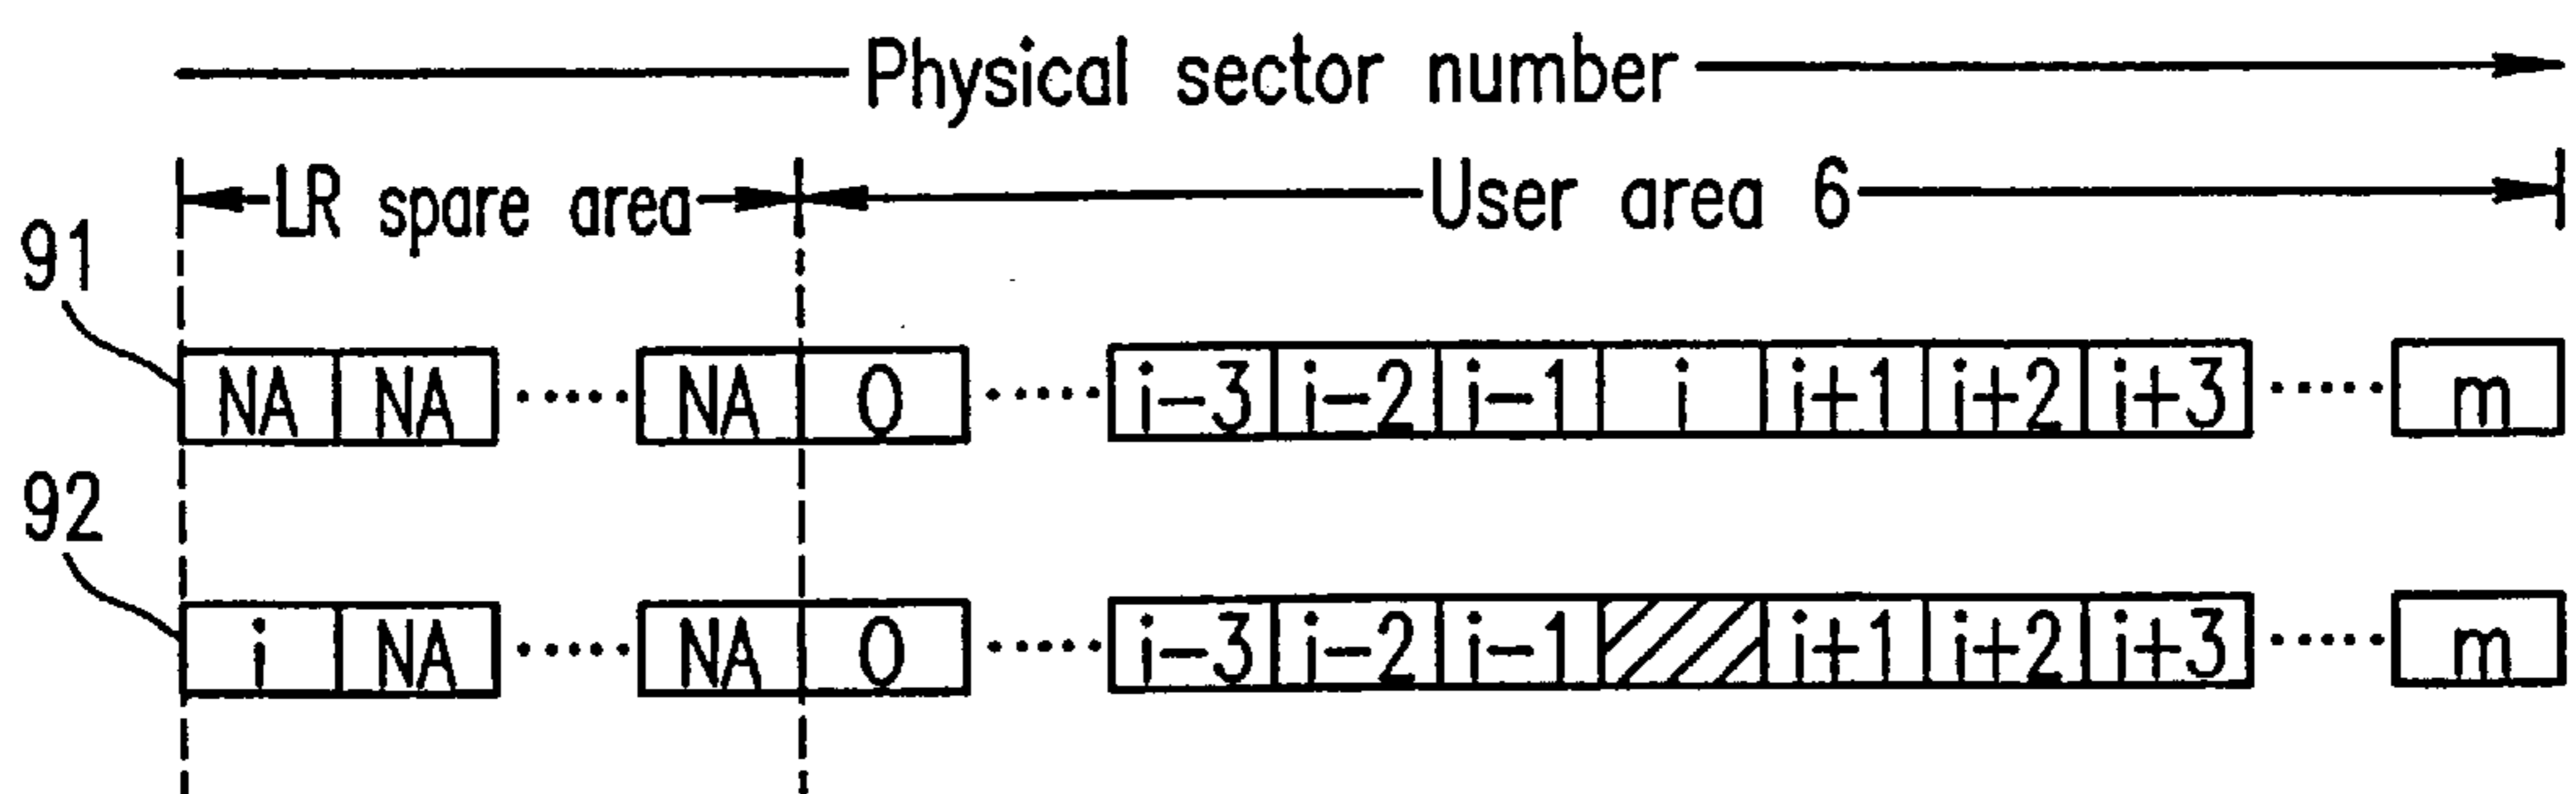 Physical sector number
LR spare area User area 6
91
NA NA ..... NA 0 ..... i-3 i-2 i-1 i i+1 i+2 i+3 ..... m
92
i NA ..... NA 0 ..... i-3 i-2 i-1 i+1 i+2 i+3 ..... m